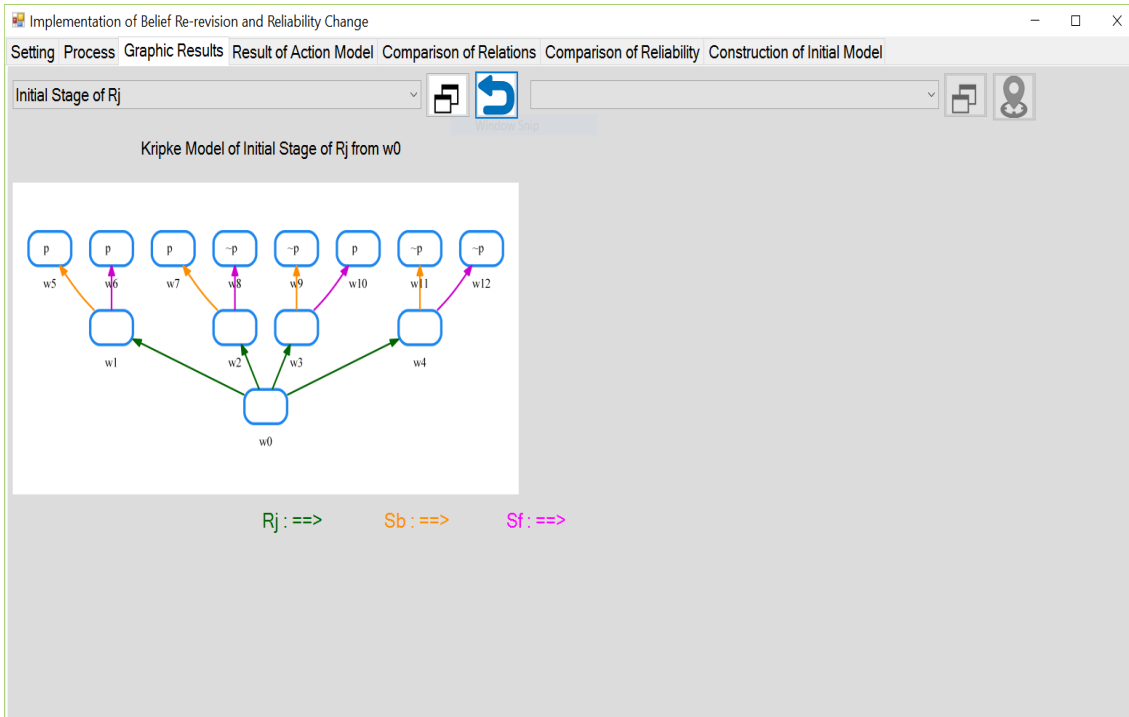 Implementation of Belief Re-revision and Reliability Change
Setting Process Graphic Results Result of Action Model Comparison of Relations Comparison of Reliability Construction of Initial Model
Initial Stage of Rj
Window Snip
Kripke Model of Initial Stage of Rj from w0
p p p ~p ~p p ~p ~p
w5 w6 w7 w8 w9 w10 w11 w12
w1 w2 w3 w4
w0
Rj : ==> Sb : ==> Sf : ==>